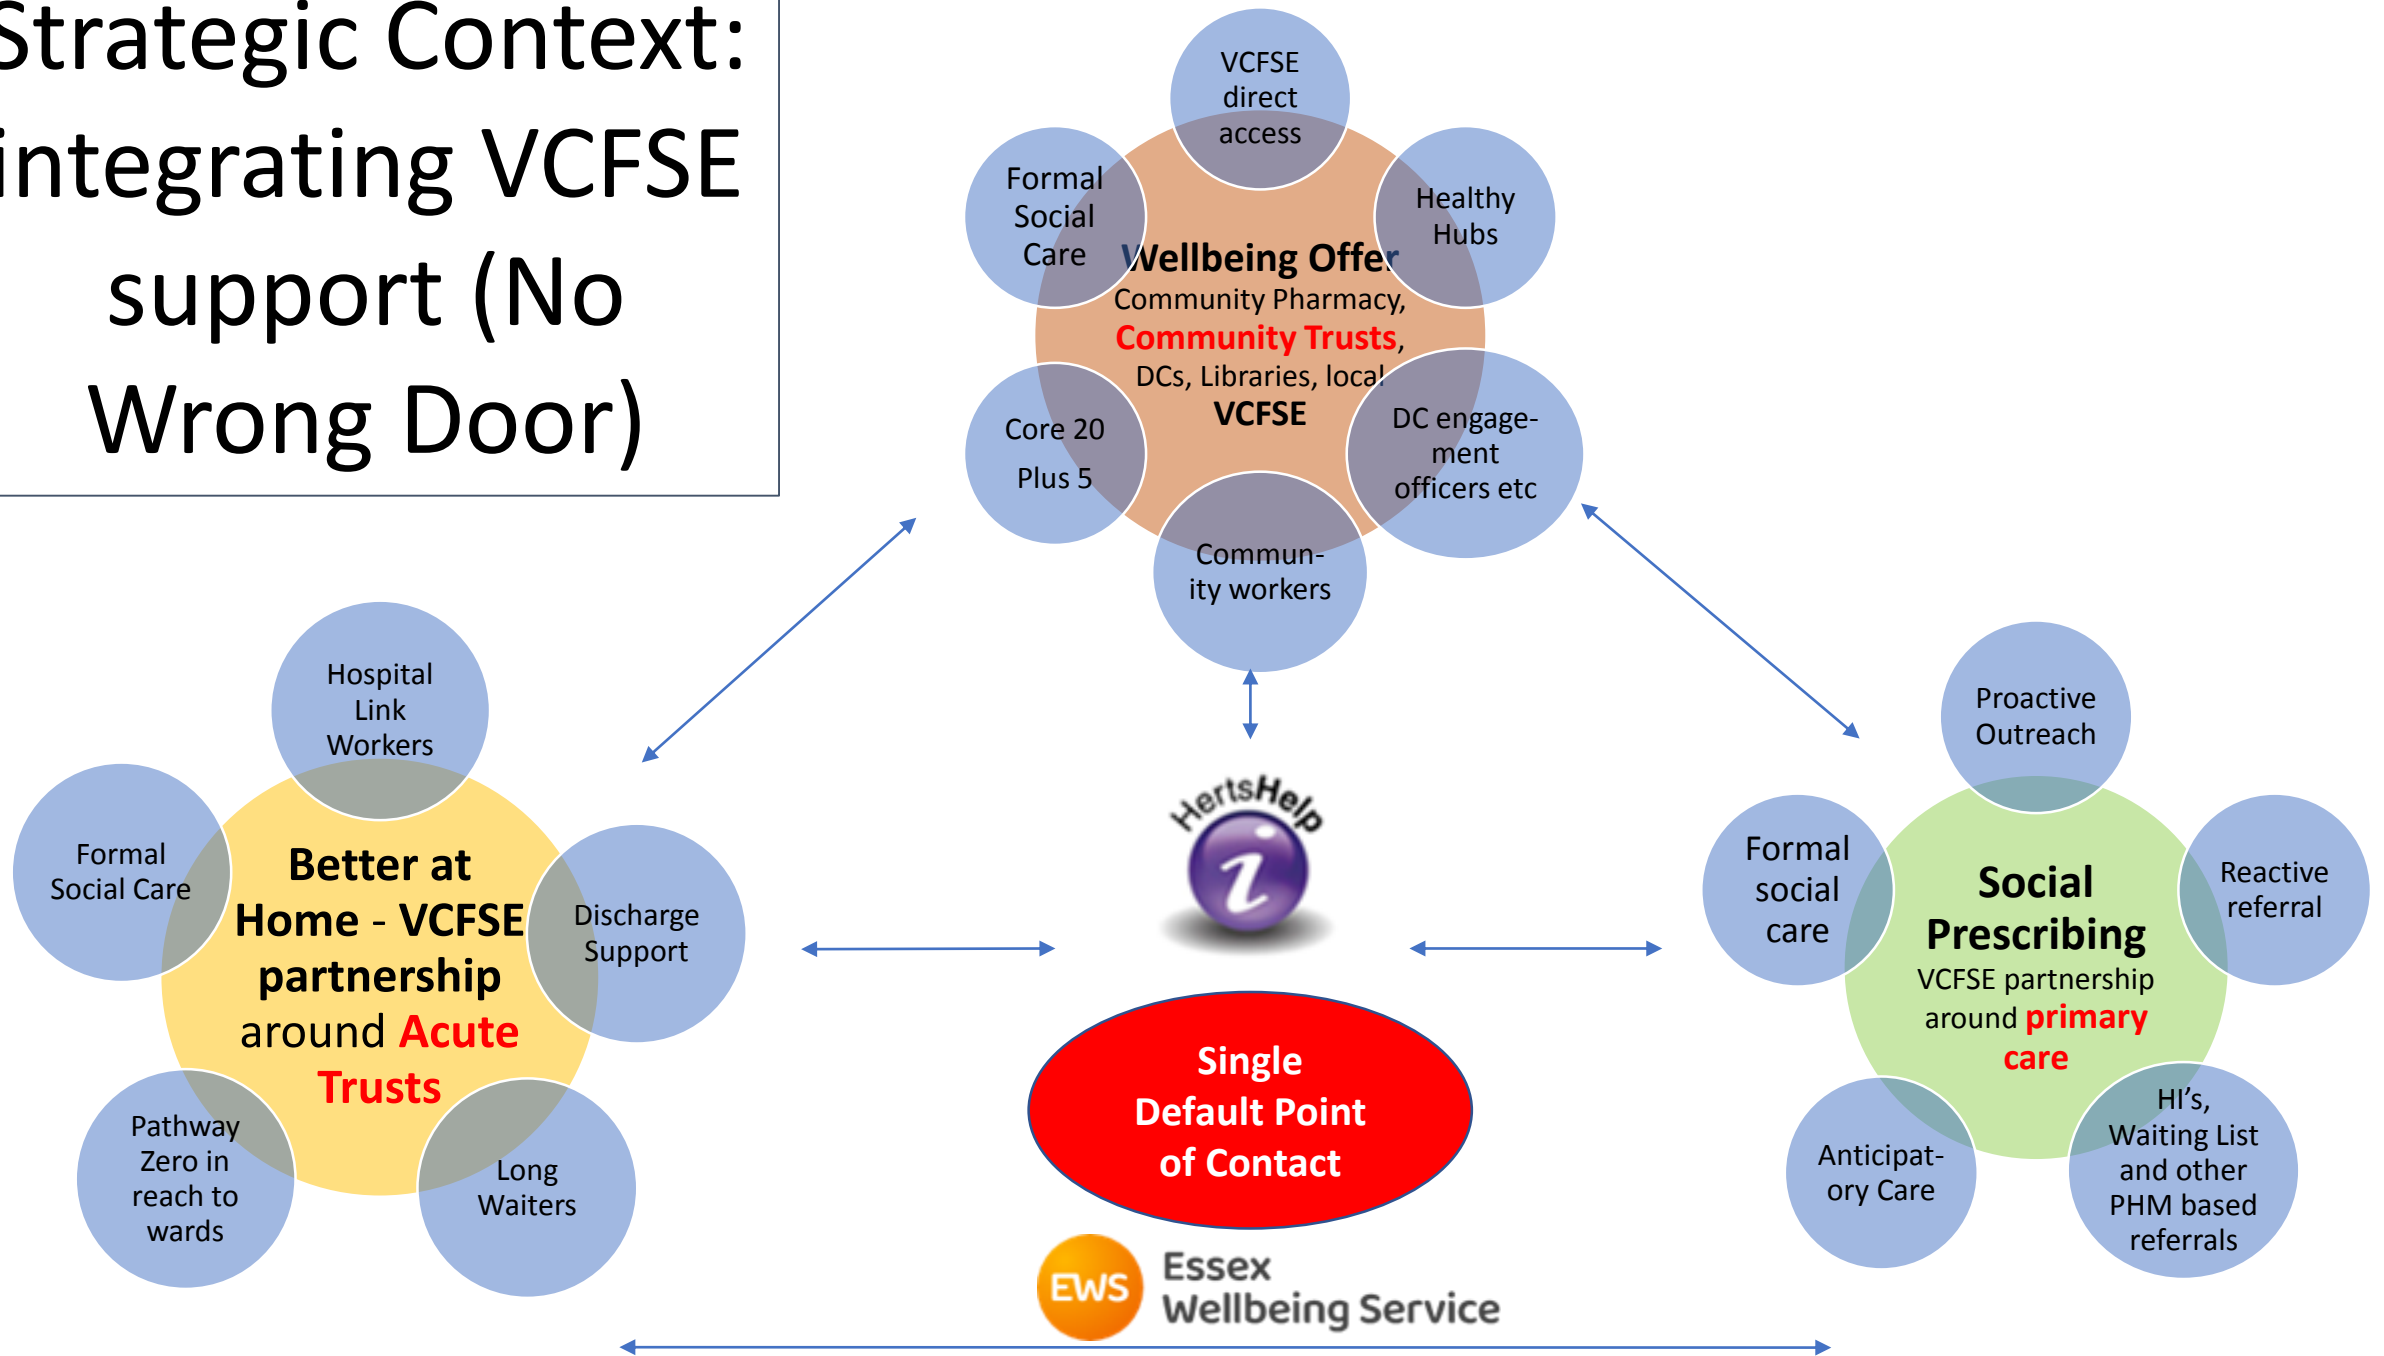 Strategic Context:
integrating VCFSE
support (No
Wrong Door)
VCFSE
direct
access
Formal
Social
Care
Healthy
Hubs
Wellbeing Offer
Community Pharmacy,
Community Trusts,
DCs, Libraries, local
VCFSE
Core 20
Plus 5
DC engage-
ment
officers etc
Commun-
ity workers
Hospital
Link
Workers
Formal
Social Care
Better at
Home - VCFSE
partnership
around Acute
Trusts
Discharge
Support
Pathway
Zero in
reach to
wards
Long
Waiters
HertsHelp
i
Single
Default Point
of Contact
EWS
Essex
Wellbeing Service
Proactive
Outreach
Formal
social
care
Reactive
referral
Social
Prescribing
VCFSE partnership
around primary
care
Anticipat-
ory Care
HI's,
Waiting List
and other
PHM based
referrals